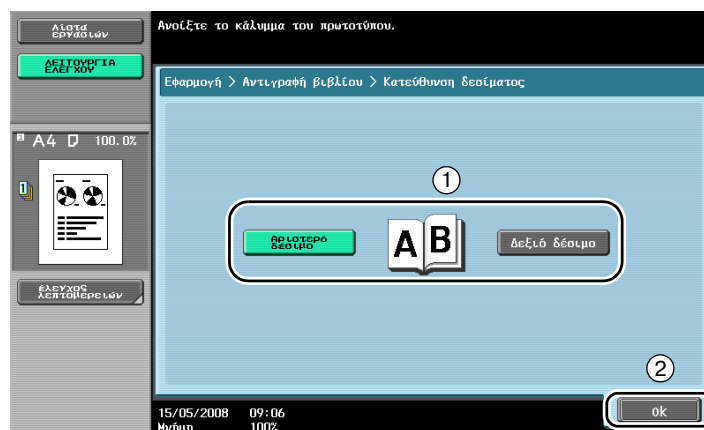 Λίστα
εργασιών
Ανοίξτε το κάλυμμα του πρωτοτύπου.
ΛΕΙΤΟΥΡΓΙΑ
ΕΛΕΓΧΟΥ
Εφαρμογή > Αντιγραφή βιβλίου > Κατεύθυνση δεσίματος
A4 100.0%
1
1
Αριστερό
δέσιμο
A B
Δεξιό δέσιμο
έλεγχος
λεπτομερειών
2
15/05/2008 09:06
Μνήμη 100%
ok